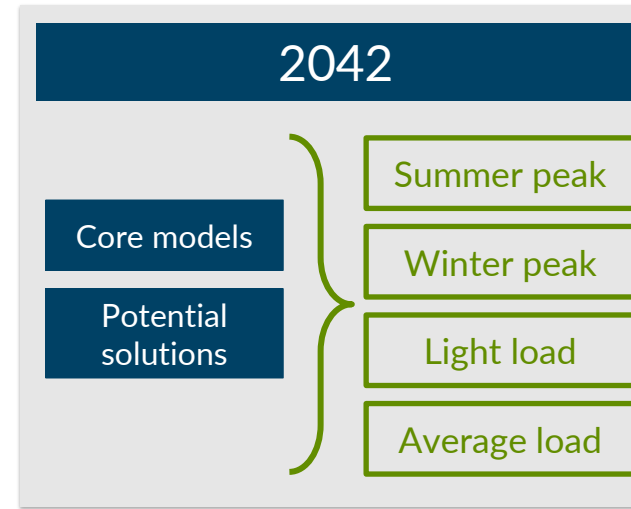 2042
Core models
Potential
solutions
Summer peak
Winter peak
Light load
Average load